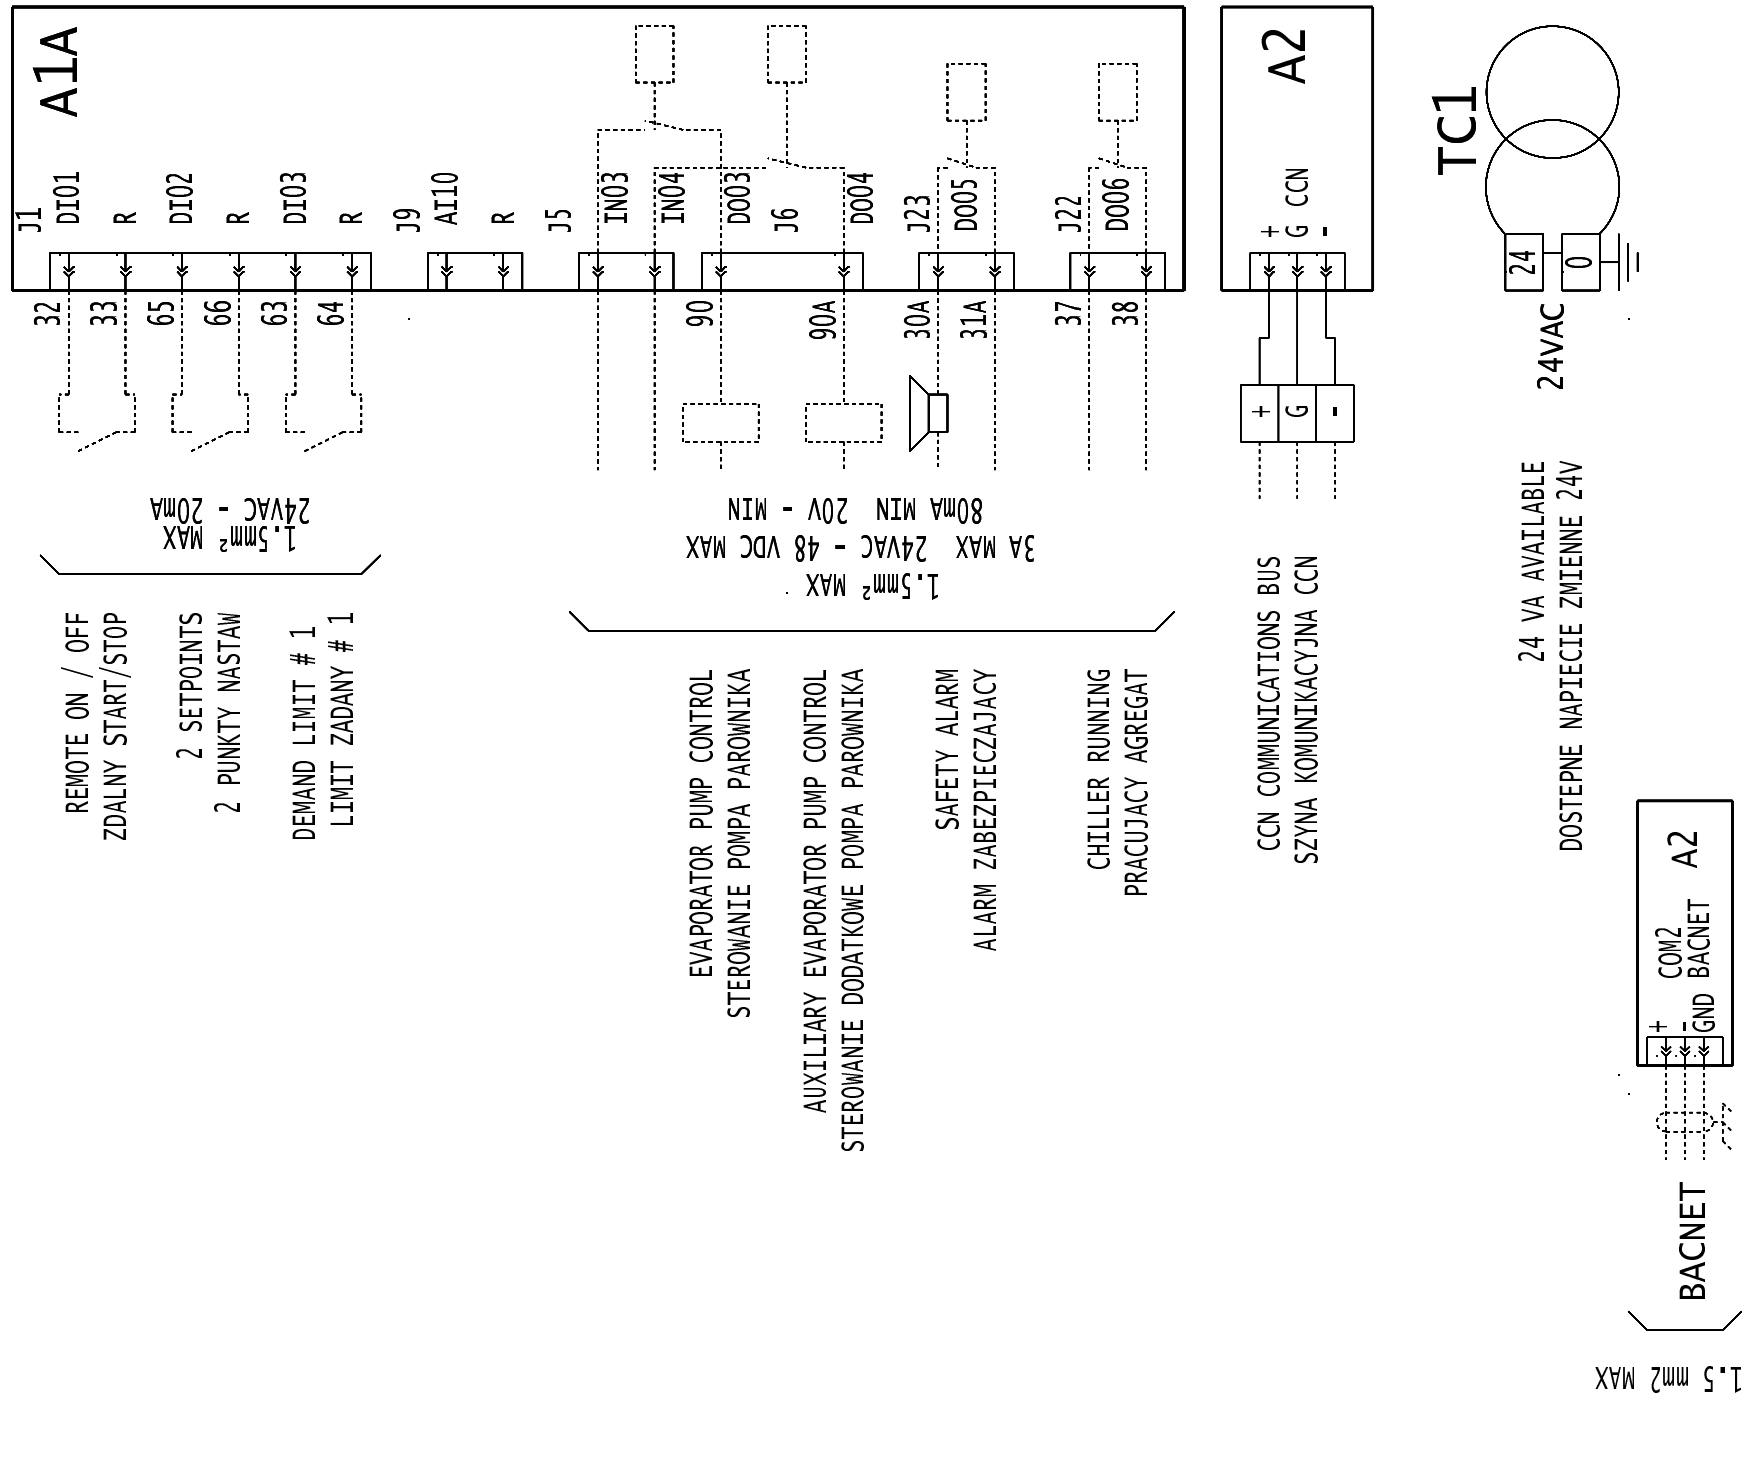 A1A
J1
DIO1
R
DIO2
R
DIO3
R
J9
AI10
R
J5
IN03
IN04
DO03
J6
DO04
J23
DO05
J22
DO06
32
33
65
66
63
64
90
90A
30A
31A
37
38
24VAC - 20mA
1.5mm² MAX
80mA MIN 20V - MIN
3A MAX 24VAC - 48 VDC MAX
1.5mm² MAX
REMOTE ON / OFF
ZDALNY START/STOP
2 SETPOINTS
2 PUNKTY NASTAW
DEMAND LIMIT # 1
LIMIT ZADANY # 1
EVAPORATOR PUMP CONTROL
STEROWANIE POMPA PAROWNIKA
AUXILIARY EVAPORATOR PUMP CONTROL
STEROWANIE DODATKOWE POMPA PAROWNIKA
SAFETY ALARM
ALARM ZABEZPIECZAJACY
CHILLER RUNNING
PRACUJACY AGREGAT
A2
+
G CCN
-
+
G
-
CCN COMMUNICATIONS BUS
SZYNA KOMUNIKACYJNA CCN
TC1
24
0
24VAC
24 VA AVAILABLE
DOSTEPNE NAPIECIE ZMIENNE 24V
A2
+ COM2
- BACNET
GND
BACNET
1.5 mm2 MAX